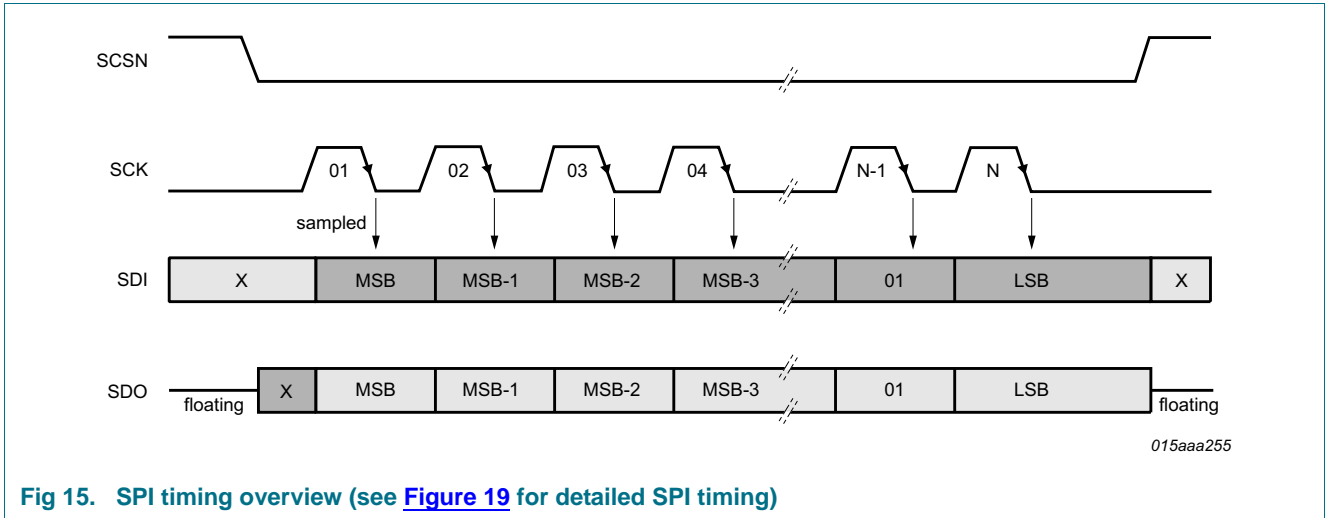 SCSN
SCK
01 02 03 04 N-1 N
sampled
SDI
X MSB MSB-1 MSB-2 MSB-3 01 LSB X
SDO
X MSB MSB-1 MSB-2 MSB-3 01 LSB
floating floating
015aaa255
Fig 15. SPI timing overview (see Figure 19 for detailed SPI timing)